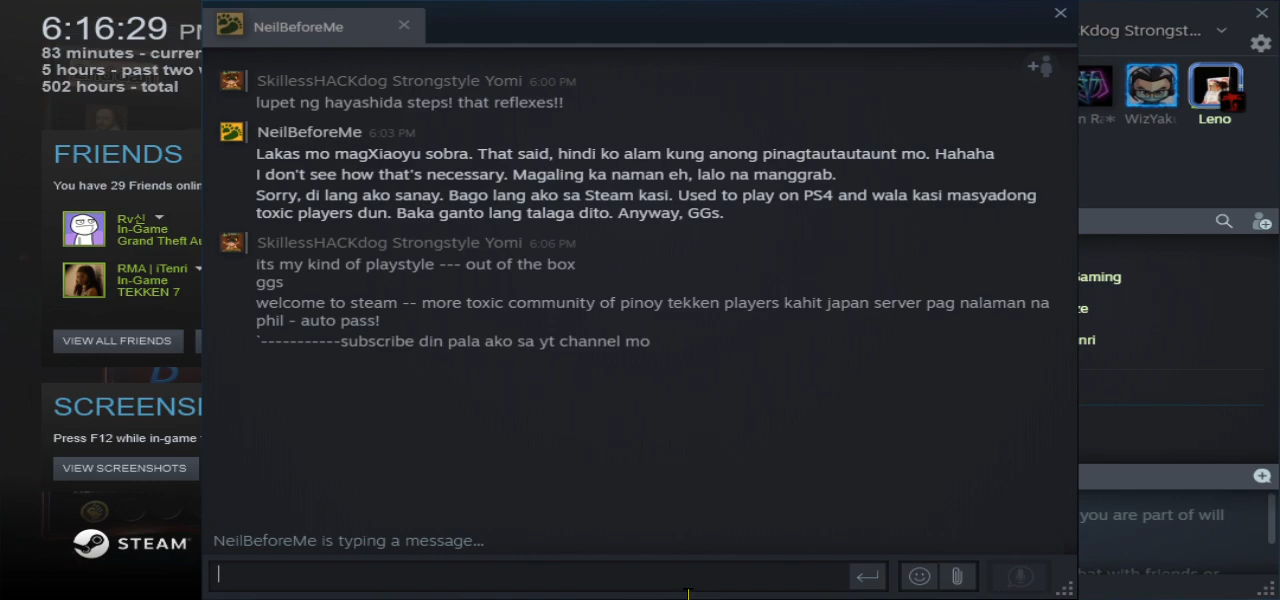 6:16:29
83 minutes -
5 hours - past two
502 hours - total
FRIENDS
You have 29 Friends
Rv신
In-Game
Grand Theft
RMA | iTenri
In-Game
TEKKEN 7
VIEW ALL FRIENDS
SCREENS
Press F12 while in-game
VIEW SCREENSHOTS
STEAM
NeilBeforeMe
SkillessHACKdog Strongstyle Yomi 6:00 PM
lupet ng hayashida steps! that reflexes!!
NeilBeforeMe 6:03 PM
Lakas mo magXiaoyu sobra. That said, hindi ko alam kung anong pinagtautautaunt mo. Hahaha
I don't see how that's necessary. Magaling ka naman eh, lalo na manggrab.
Sorry, di lang ako sanay. Bago lang ako sa Steam kasi. Used to play on PS4 and wala kasi masyadong
toxic players dun. Baka ganto lang talaga dito. Anyway, GGs.
SkillessHACKdog Strongstyle Yomi 6:06 PM
its my kind of playstyle --- out of the box
ggs
welcome to steam -- more toxic community of pinoy tekken players kahit japan server pag nalaman na
phil - auto pass!
`-----------subscribe din pala ako sa yt channel mo
NeilBeforeMe is typing a message...
Kdog Strongst...
WizYak
Leno
you are part of will